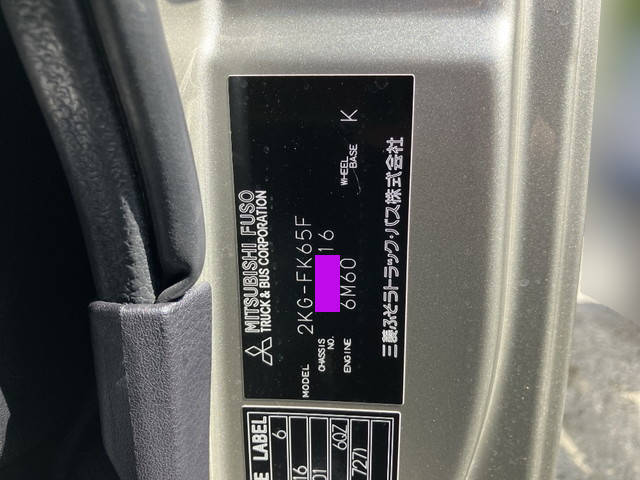 MITSUBISHI FUSO
TRUCK & BUS CORPORATION
MODEL 2KG-FK65F
CHASSIS NO. 16
ENGINE 6M60
WHEEL BASE K
三菱ふそうトラック・バス株式会社
E LABEL
6
16
01
6QZ
7271